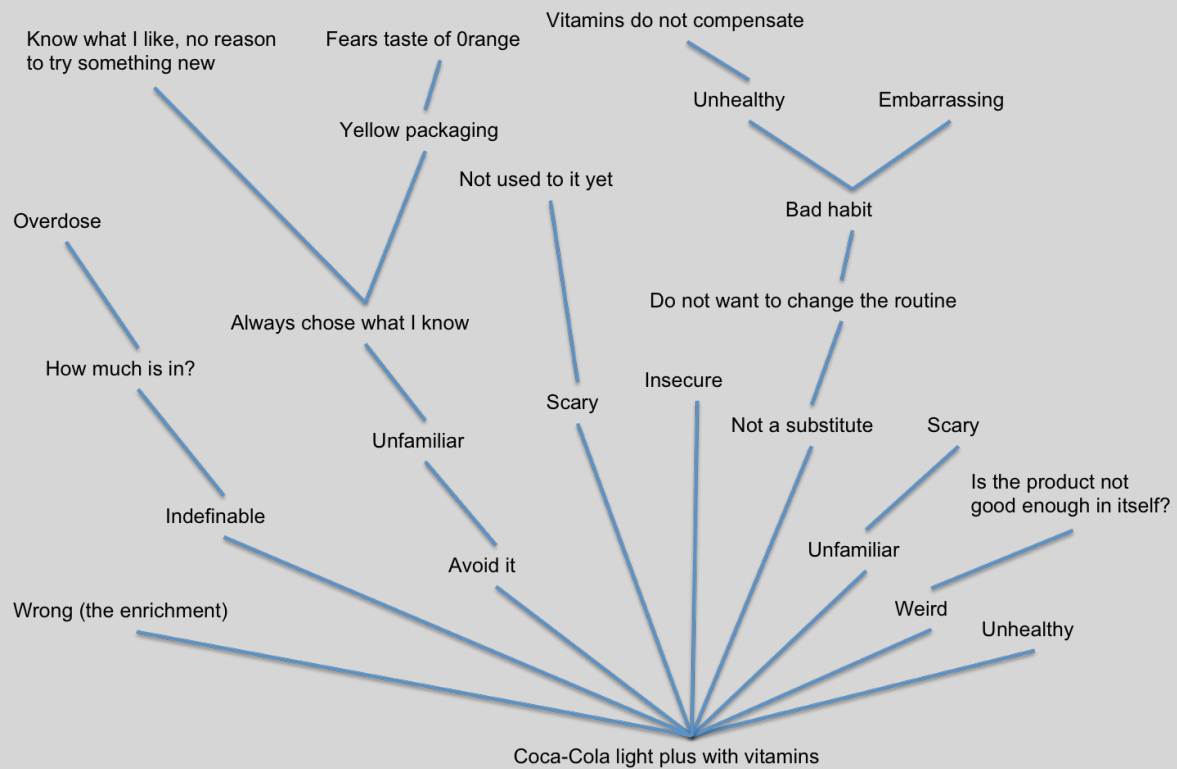 Vitamins do not compensate
Know what I like, no reason
to try something new
Fears taste of 0range
Unhealthy
Embarrassing
Yellow packaging
Not used to it yet
Bad habit
Overdose
Do not want to change the routine
Always chose what I know
How much is in?
Insecure
Scary
Not a substitute
Scary
Unfamiliar
Is the product not
good enough in itself?
Indefinable
Unfamiliar
Avoid it
Wrong (the enrichment)
Weird
Unhealthy
Coca-Cola light plus with vitamins